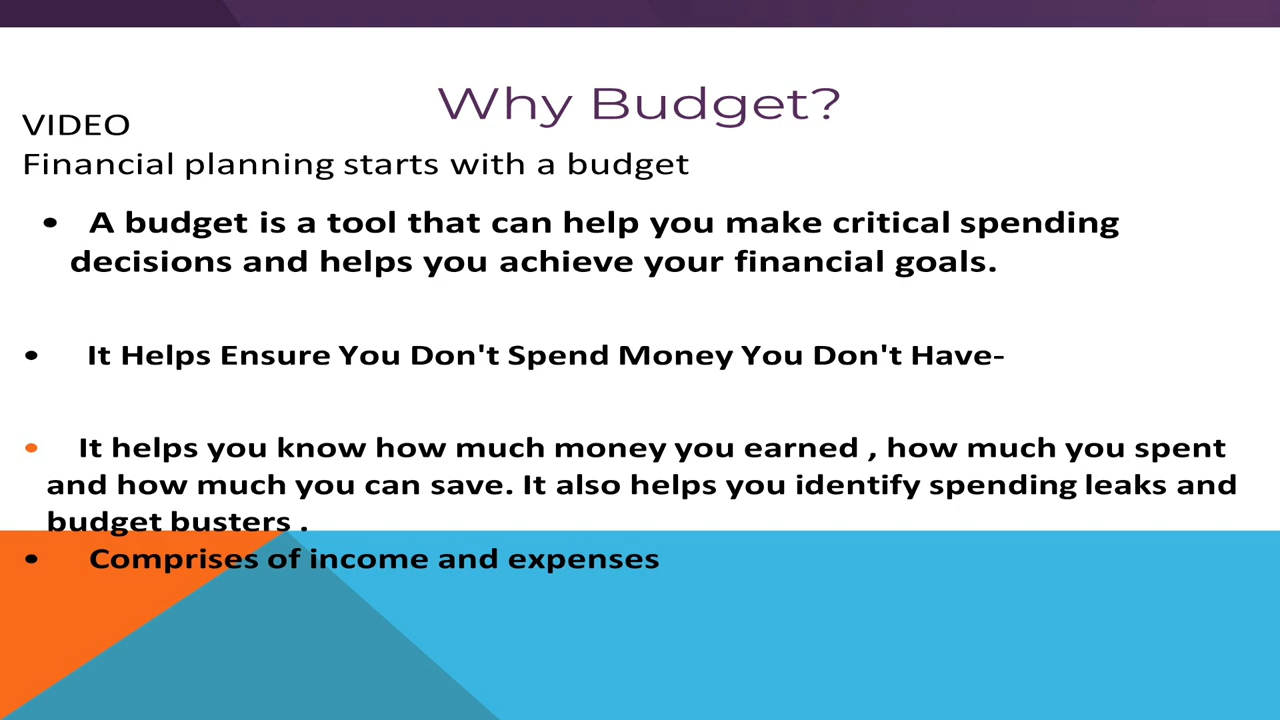 Why Budget?
VIDEO
Financial planning starts with a budget
• A budget is a tool that can help you make critical spending
decisions and helps you achieve your financial goals.
• It Helps Ensure You Don't Spend Money You Don't Have-
• It helps you know how much money you earned , how much you spent
and how much you can save. It also helps you identify spending leaks and
budget busters .
• Comprises of income and expenses